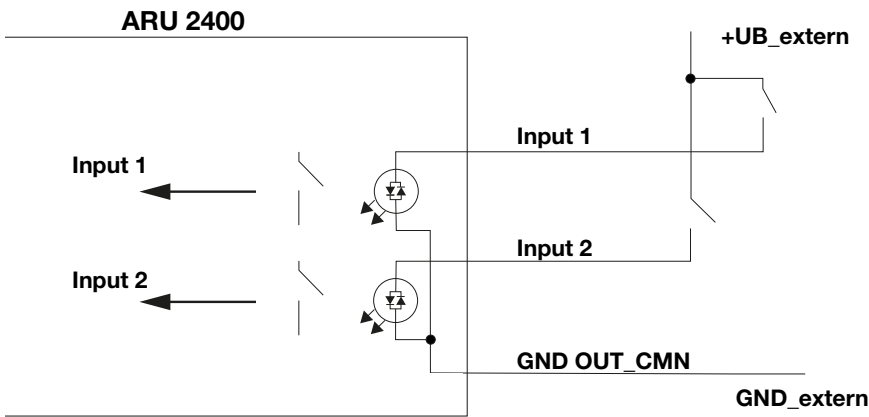 ARU 2400
+UB_extern
Input 1
Input 1
Input 2
Input 2
GND OUT_CMN
GND_extern